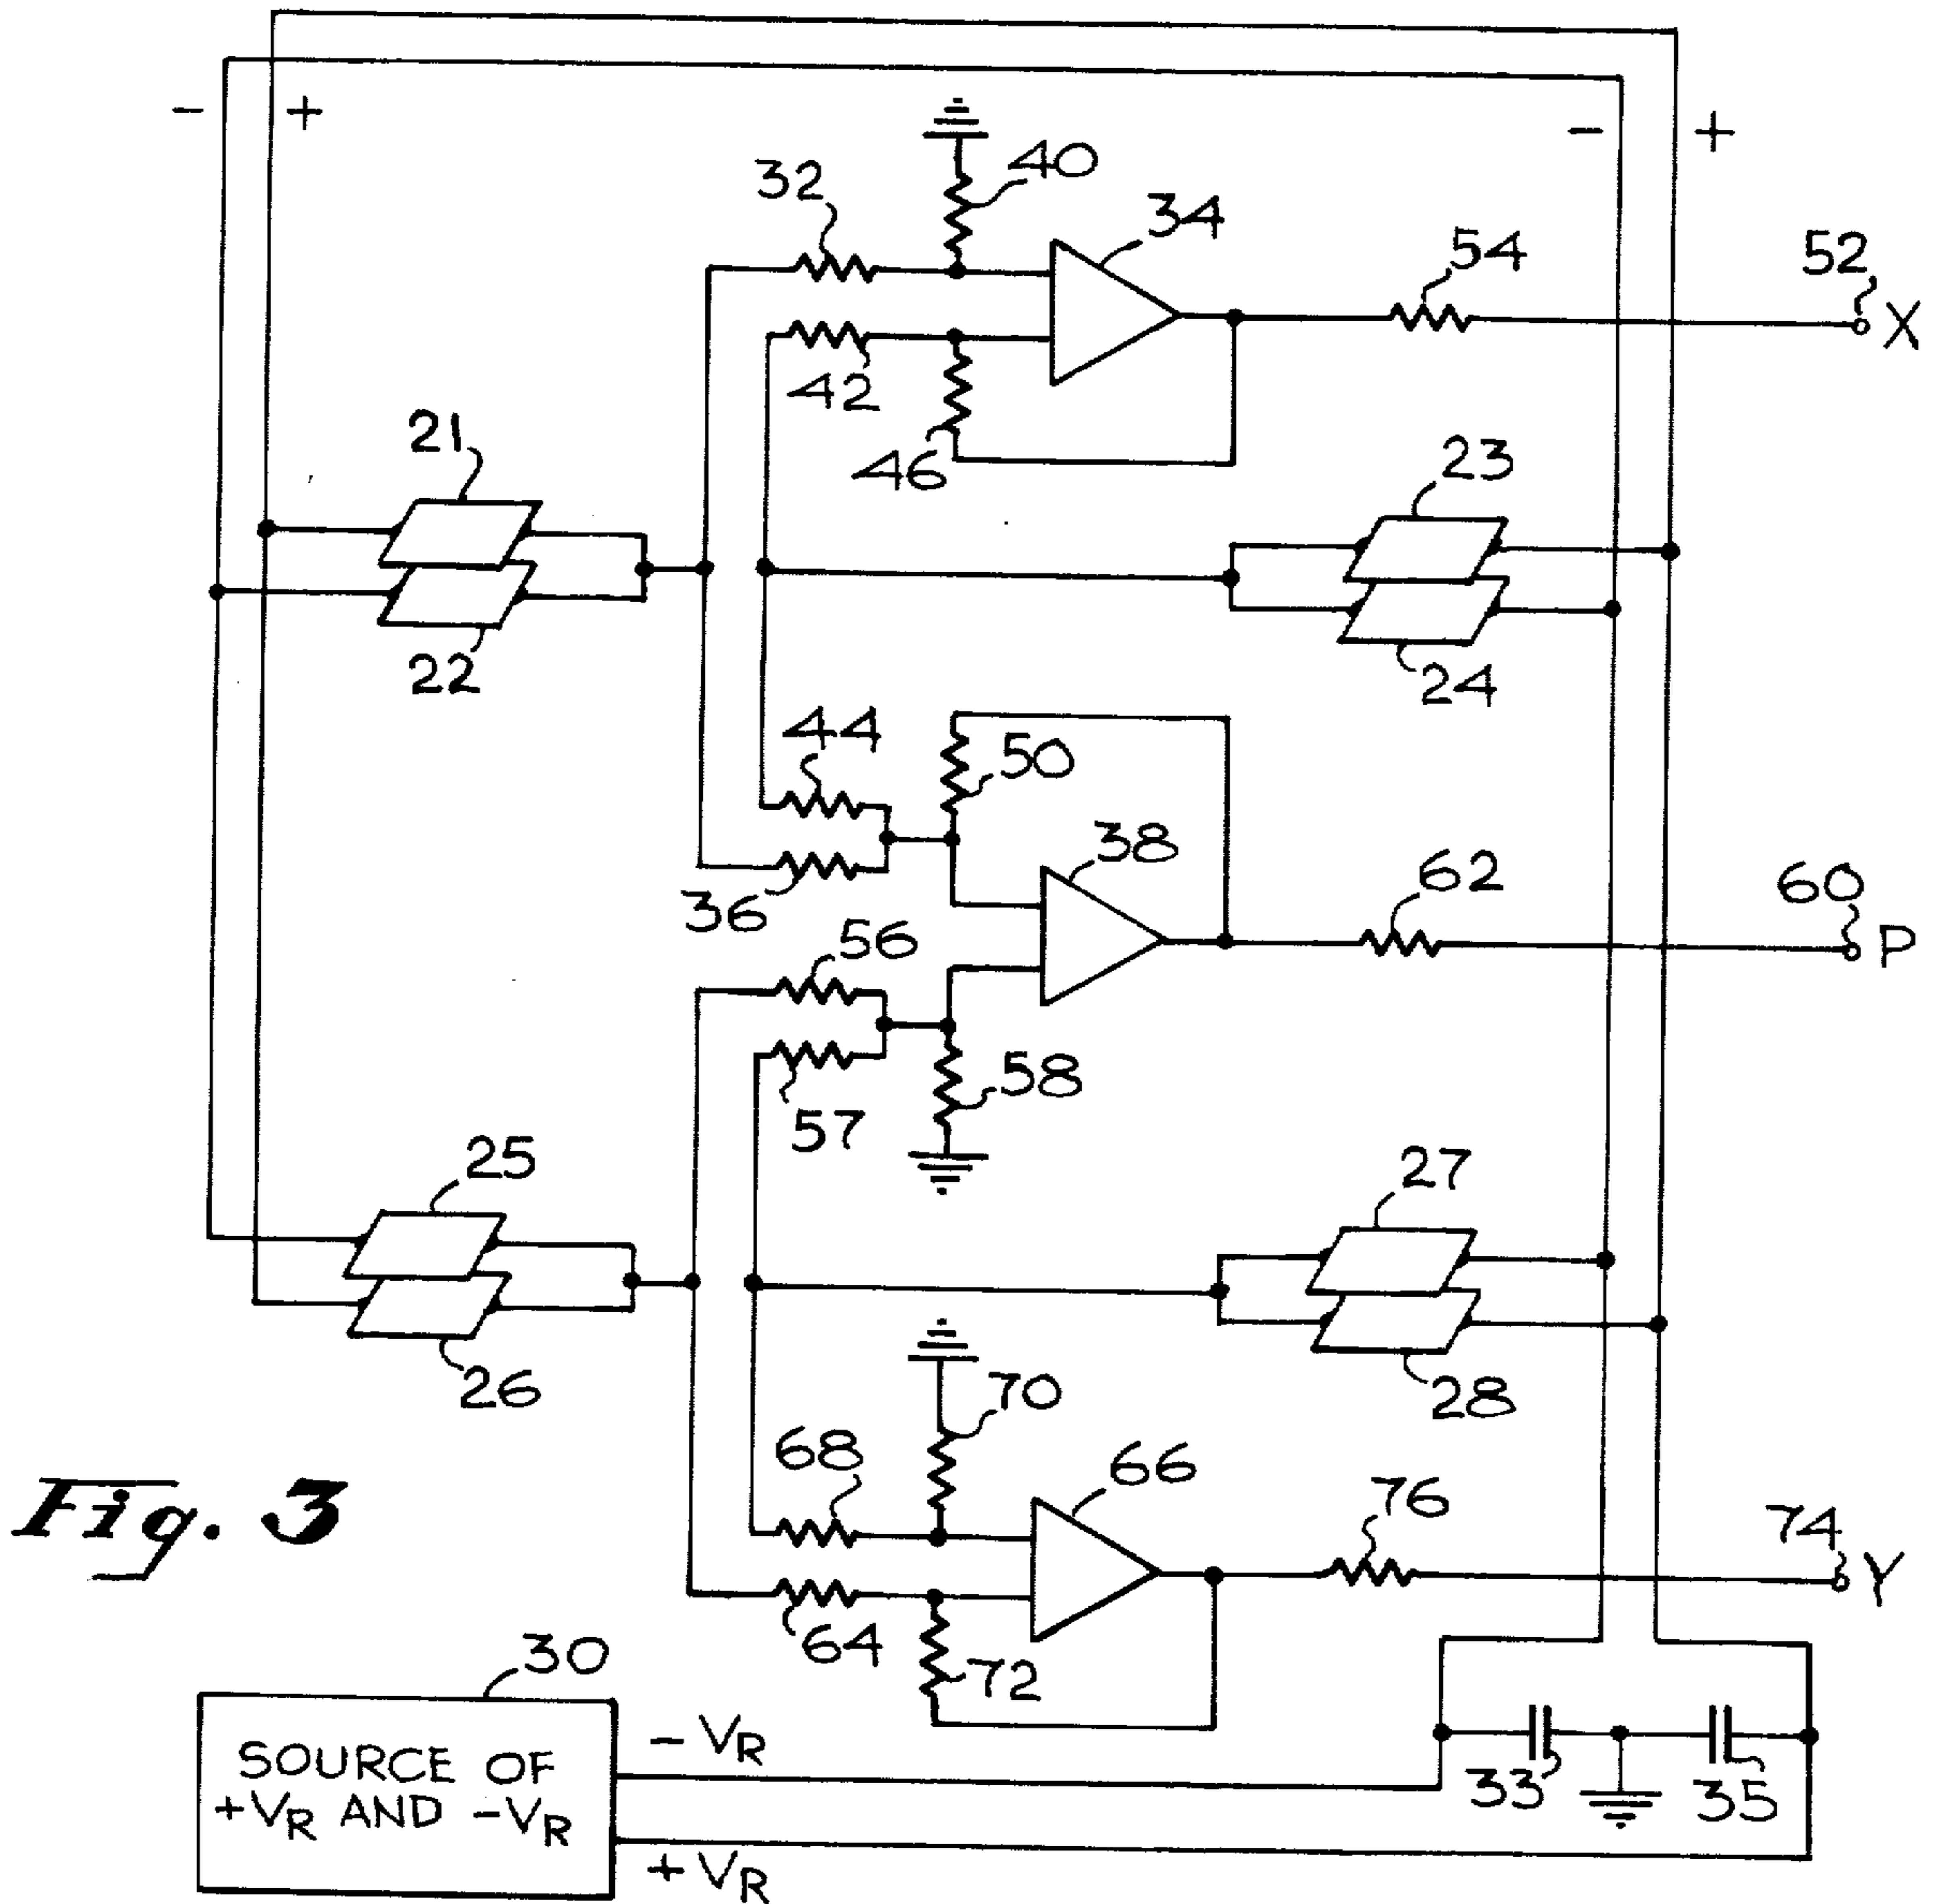 - + - +
40
32 34
54 52
X
42
46
21 23
22 24
44
50
38
36 62 60
P
56
58
57
25 27
26 28
70
68 66 76 74
Y
64
72
Fig. 3
30
SOURCE OF
+VR AND -VR
- VR
+ VR
33 35